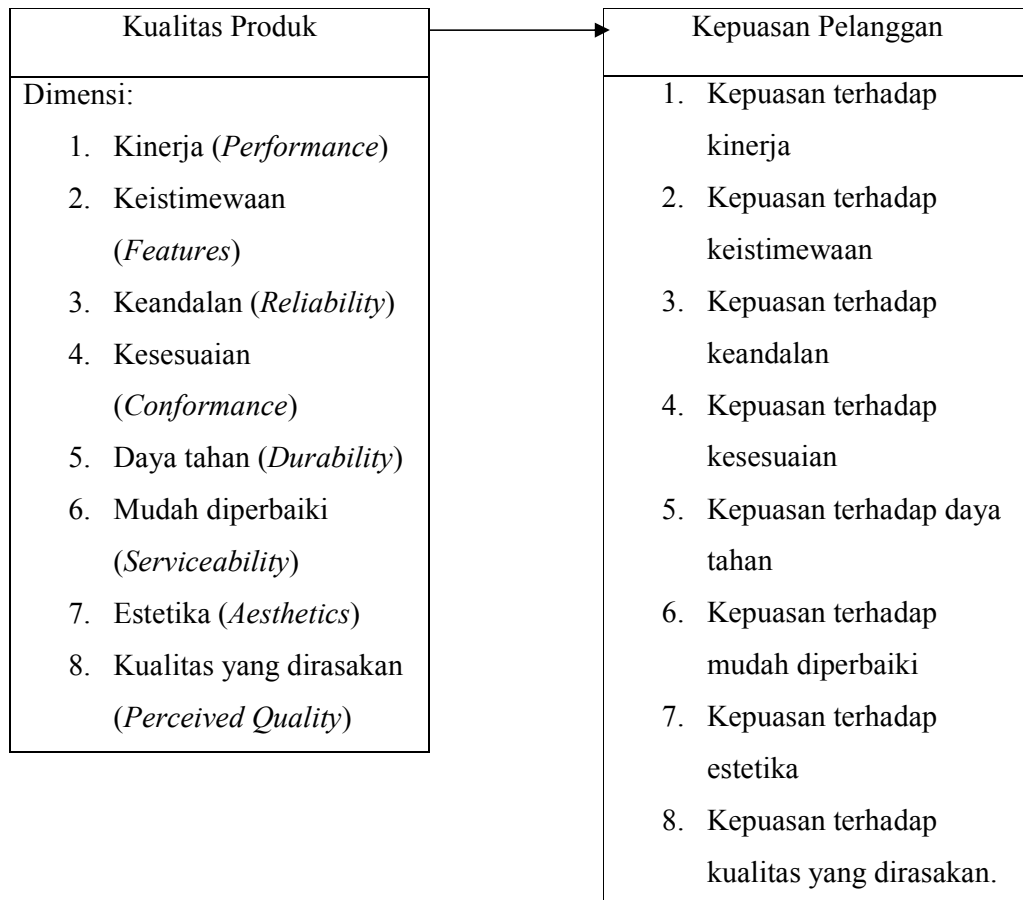 Kualitas Produk
Dimensi:
1. Kinerja (Performance)
2. Keistimewaan
(Features)
3. Keandalan (Reliability)
4. Kesesuaian
(Conformance)
5. Daya tahan (Durability)
6. Mudah diperbaiki
(Serviceability)
7. Estetika (Aesthetics)
8. Kualitas yang dirasakan
(Perceived Quality)
Kepuasan Pelanggan
1. Kepuasan terhadap
kinerja
2. Kepuasan terhadap
keistimewaan
3. Kepuasan terhadap
keandalan
4. Kepuasan terhadap
kesesuaian
5. Kepuasan terhadap daya
tahan
6. Kepuasan terhadap
mudah diperbaiki
7. Kepuasan terhadap
estetika
8. Kepuasan terhadap
kualitas yang dirasakan.